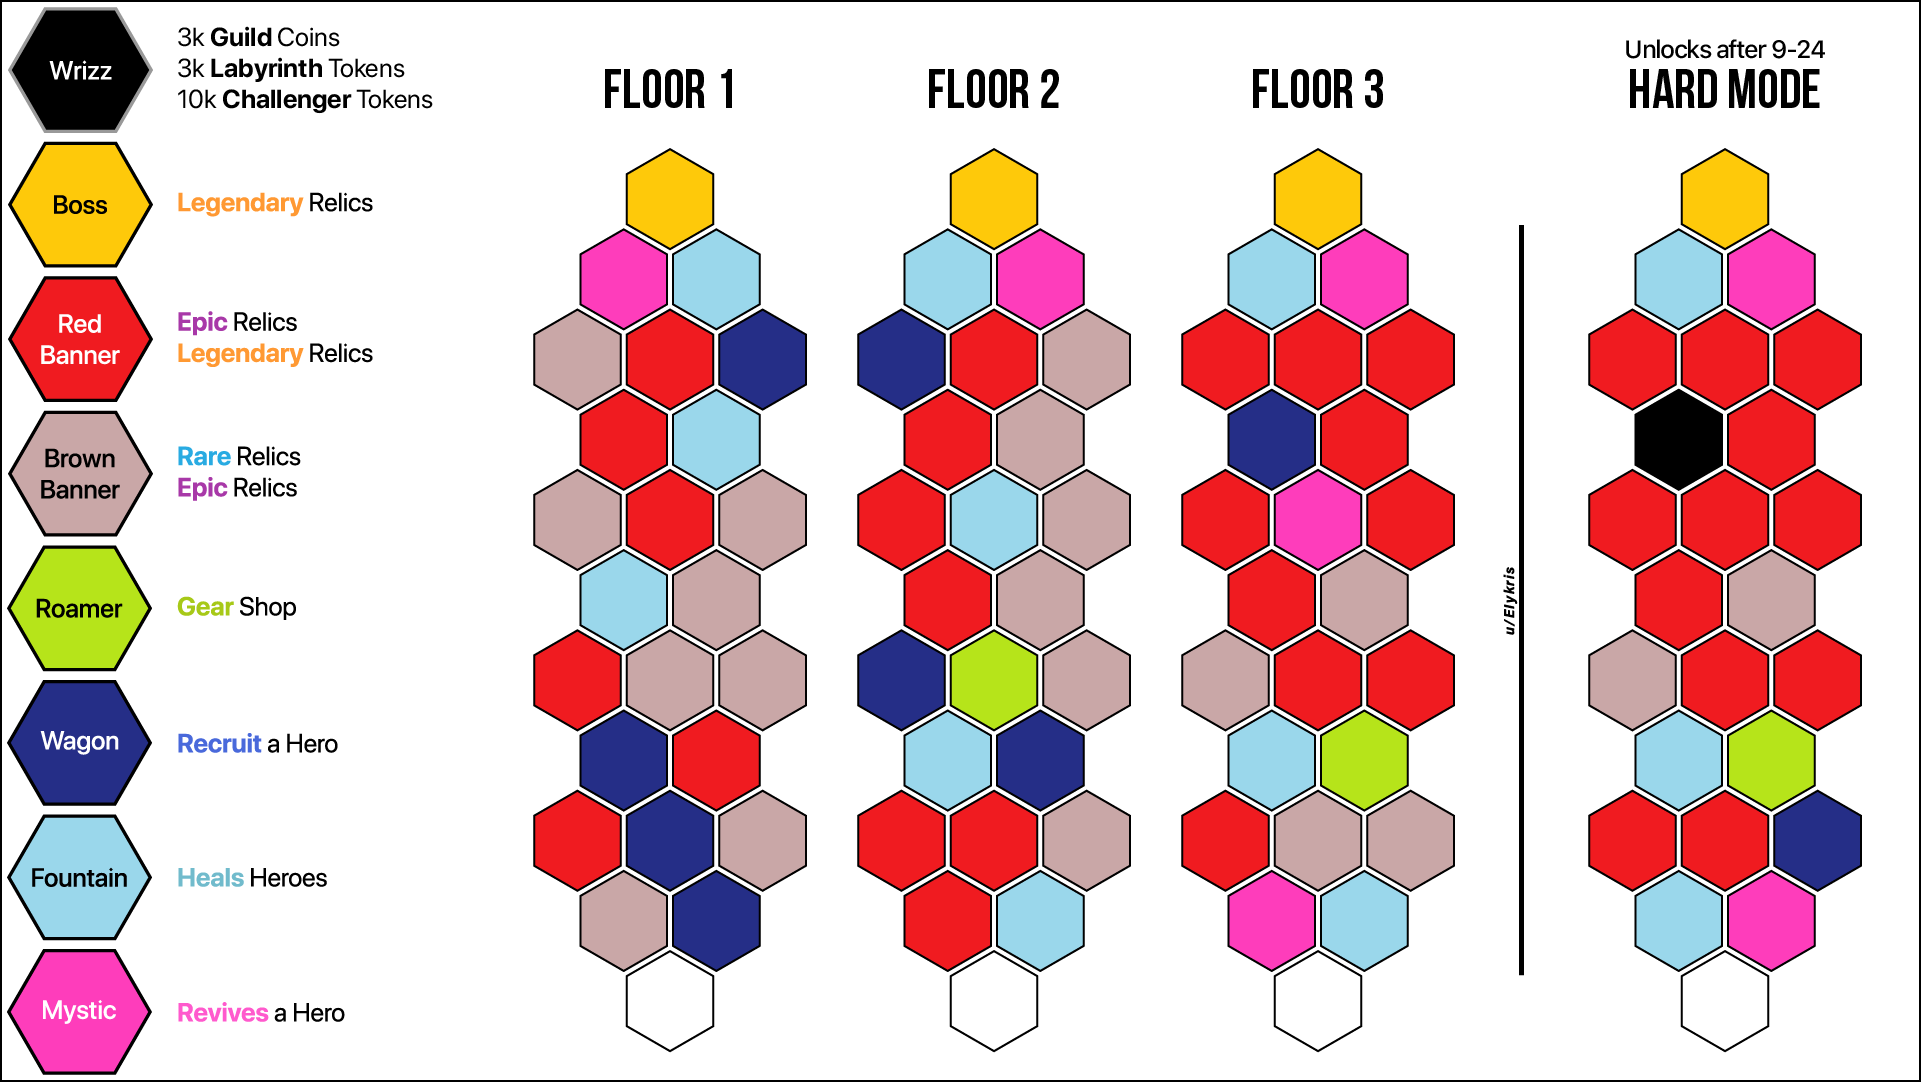 Wrizz
3k Guild Coins
3k Labyrinth Tokens
10k Challenger Tokens
Boss
Legendary Relics
Red
Banner
Epic Relics
Legendary Relics
Brown
Banner
Rare Relics
Epic Relics
Roamer
Gear Shop
Wagon
Recruit a Hero
Fountain
Heals Heroes
Mystic
Revives a Hero
FLOOR 1
FLOOR 2
FLOOR 3
Unlocks after 9-24
HARD MODE
u/Elykris